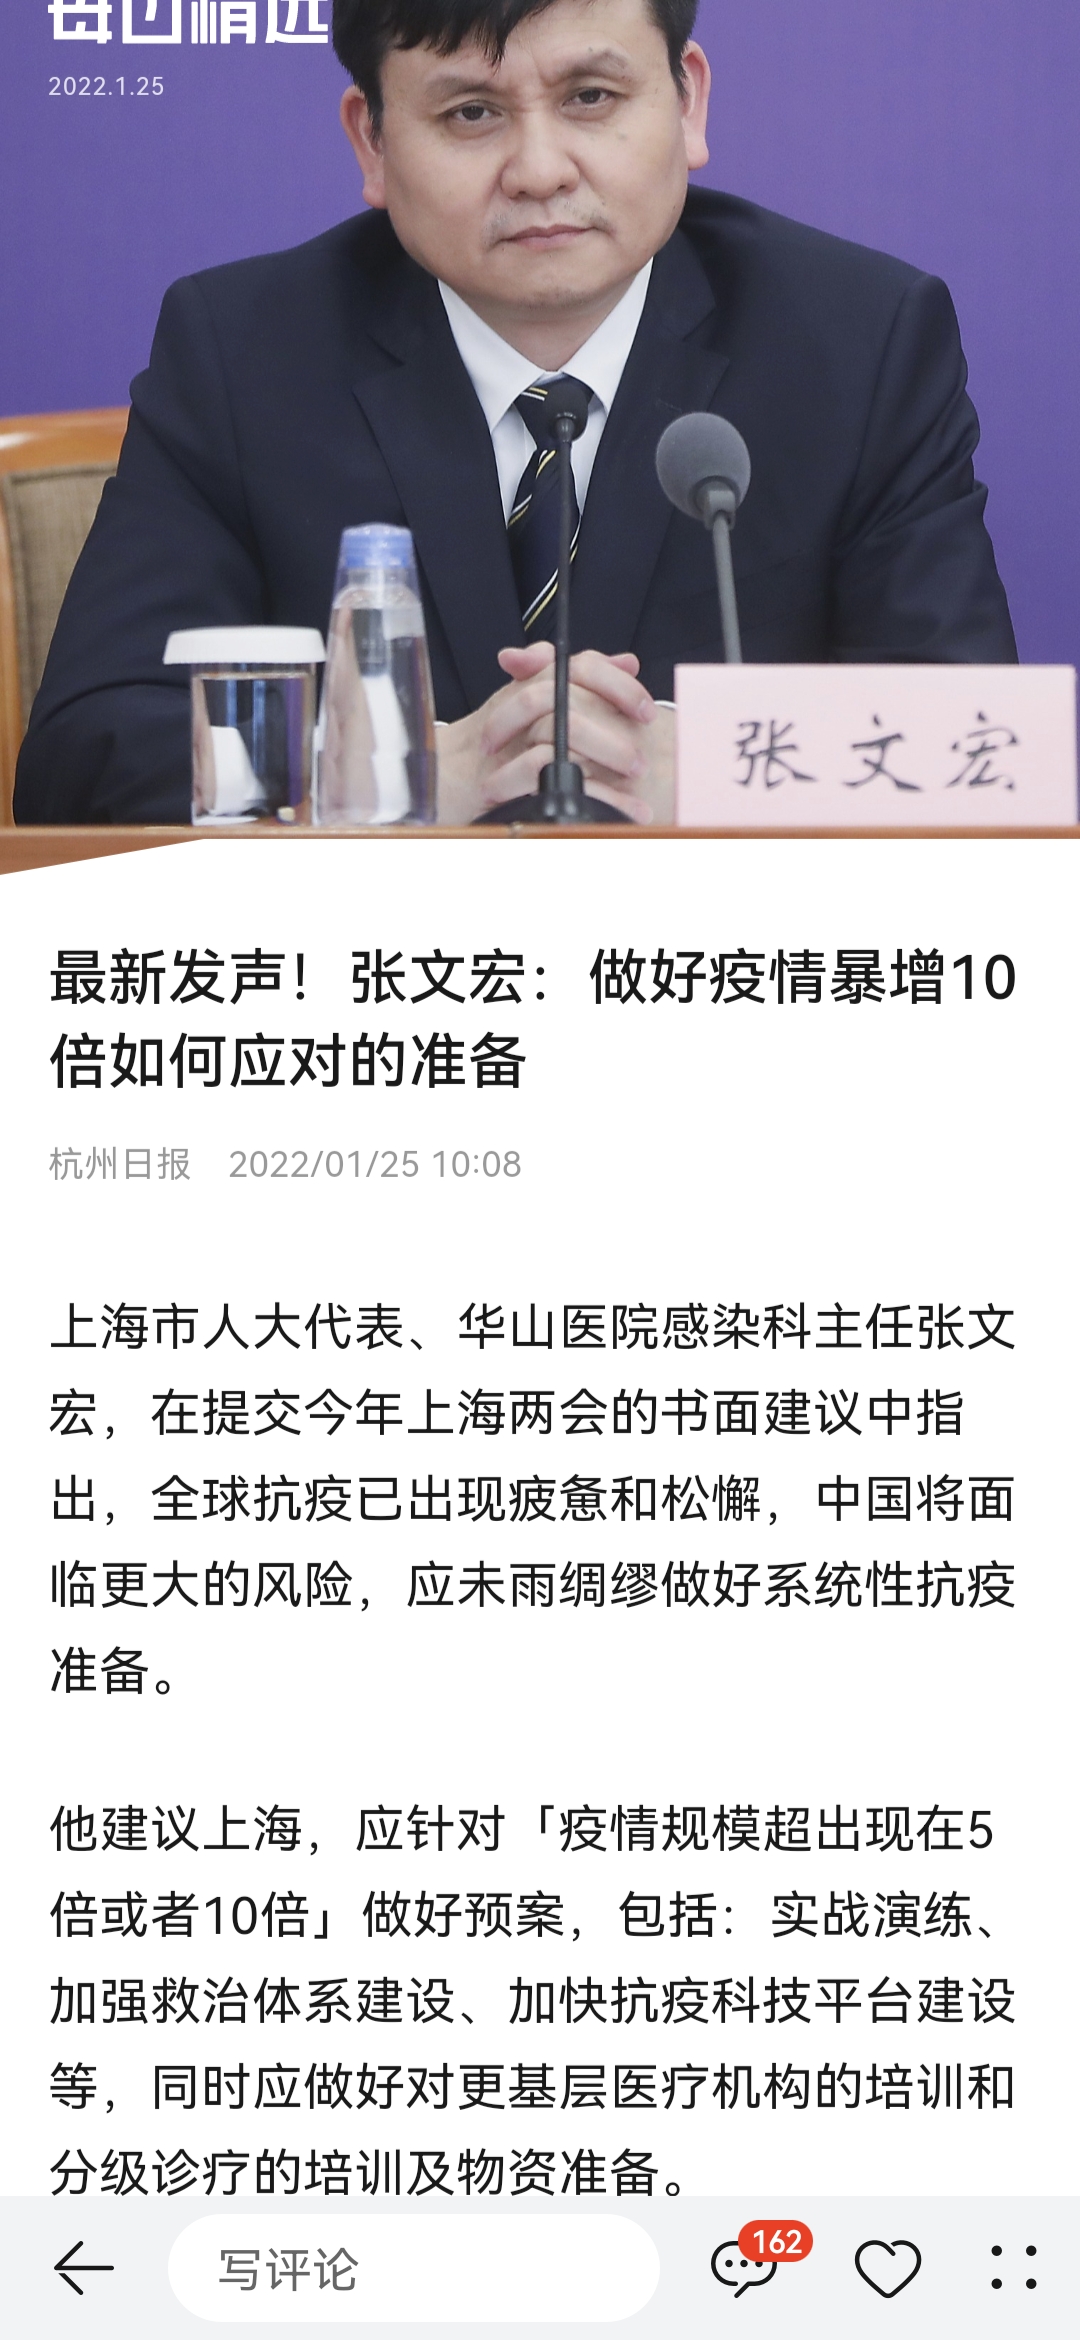 每日精选
2022.1.25
张文宏
最新发声！张文宏：做好疫情暴增10
倍如何应对的准备
杭州日报 2022/01/25 10:08
上海市人大代表、华山医院感染科主任张文
宏，在提交今年上海两会的书面建议中指
出，全球抗疫已出现疲惫和松懈，中国将面
临更大的风险，应未雨绸缪做好系统性抗疫
准备。
他建议上海，应针对「疫情规模超出现在5
倍或者10倍」做好预案，包括：实战演练、
加强救治体系建设、加快抗疫科技平台建设
等，同时应做好对更基层医疗机构的培训和
分级诊疗的培训及物资准备。
写评论
162